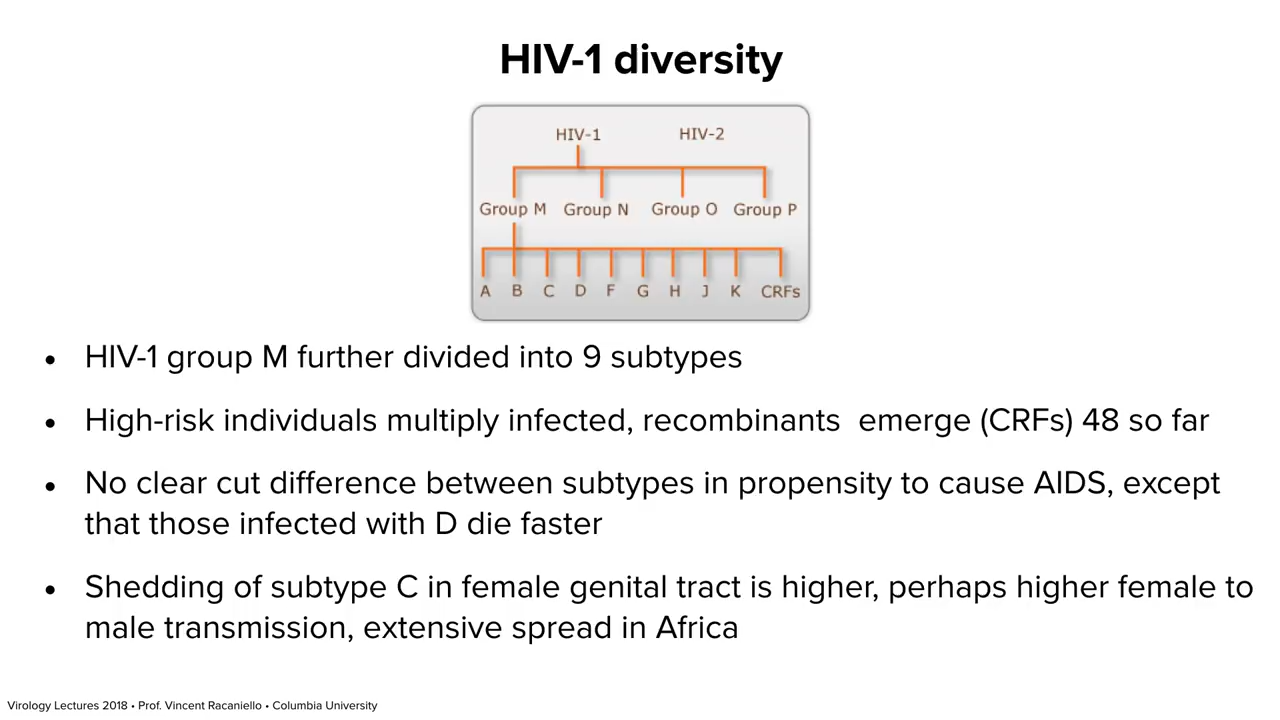 HIV-1 diversity
HIV-1 HIV-2
Group M Group N Group O Group P
A B C D F G H J K CRFs
• HIV-1 group M further divided into 9 subtypes
• High-risk individuals multiply infected, recombinants  emerge (CRFs) 48 so far
• No clear cut difference between subtypes in propensity to cause AIDS, except
that those infected with D die faster
• Shedding of subtype C in female genital tract is higher, perhaps higher female to
male transmission, extensive spread in Africa
Virology Lectures 2018 • Prof. Vincent Racaniello • Columbia University